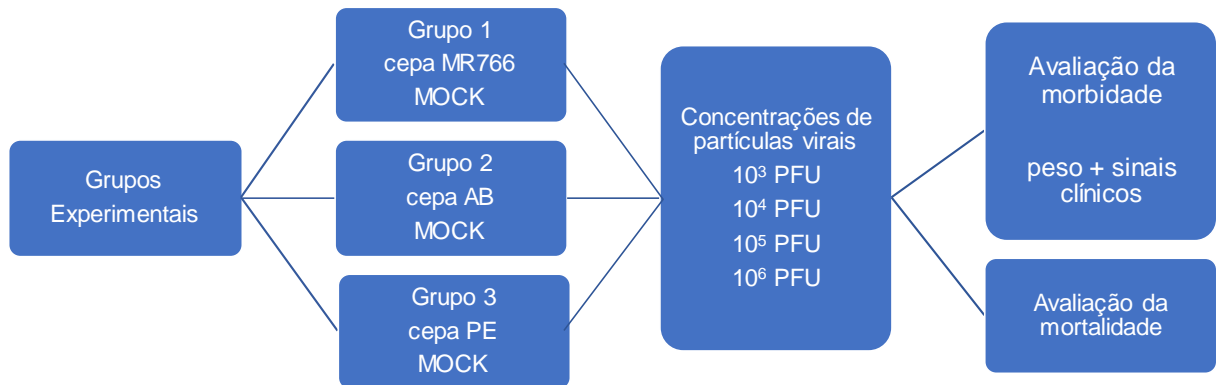 Grupos
Experimentais
Grupo 1
cepa MR766
MOCK
Grupo 2
cepa AB
MOCK
Grupo 3
cepa PE
MOCK
Concentrações de
partículas virais
10³ PFU
10⁴ PFU
10⁵ PFU
10⁶ PFU
Avaliação da
morbidade
peso + sinais
clínicos
Avaliação da
mortalidade